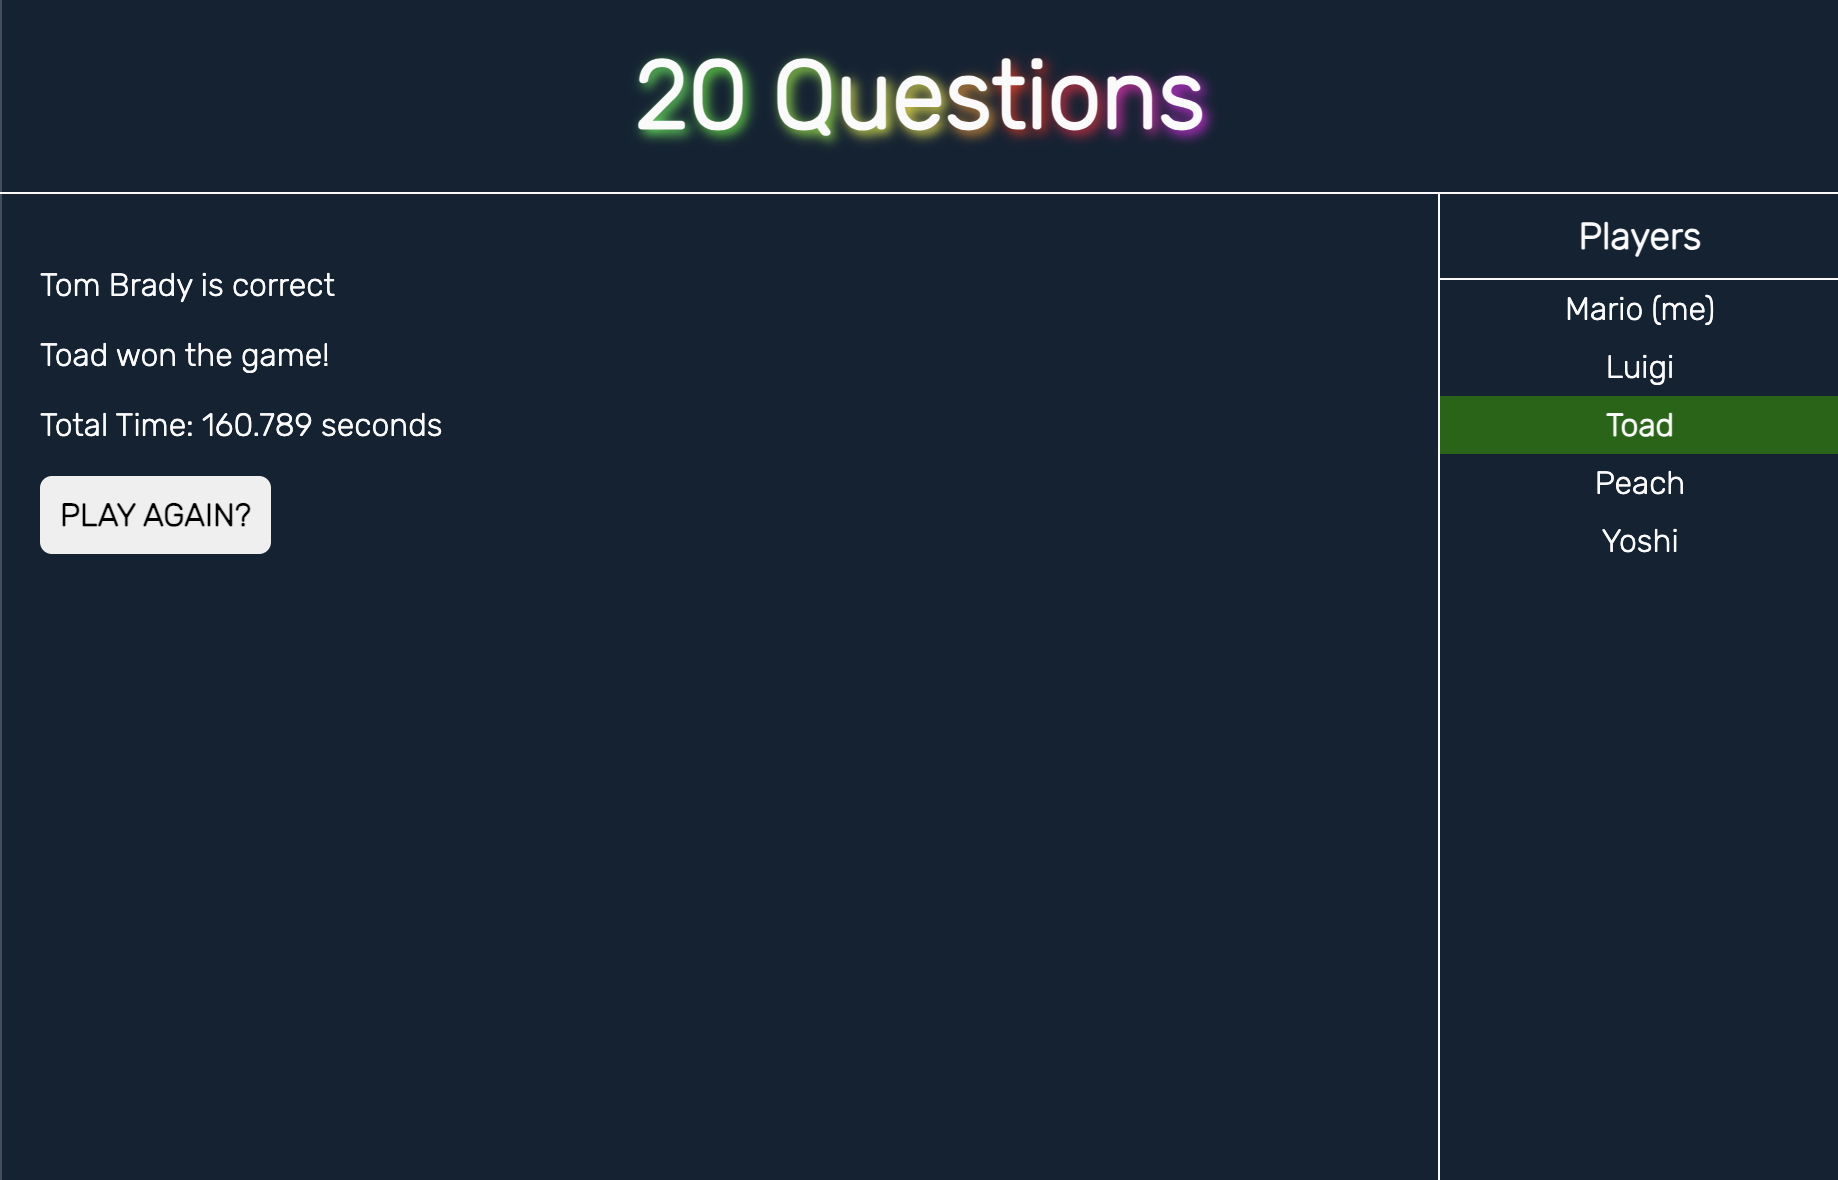 20 Questions
Tom Brady is correct
Toad won the game!
Total Time: 160.789 seconds
PLAY AGAIN?
Players
Mario (me)
Luigi
Toad
Peach
Yoshi